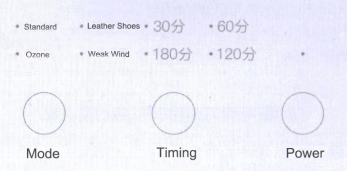 Standard Leather Shoes 30分 60分
Ozone Weak Wind 180分 120分
Mode Timing Power